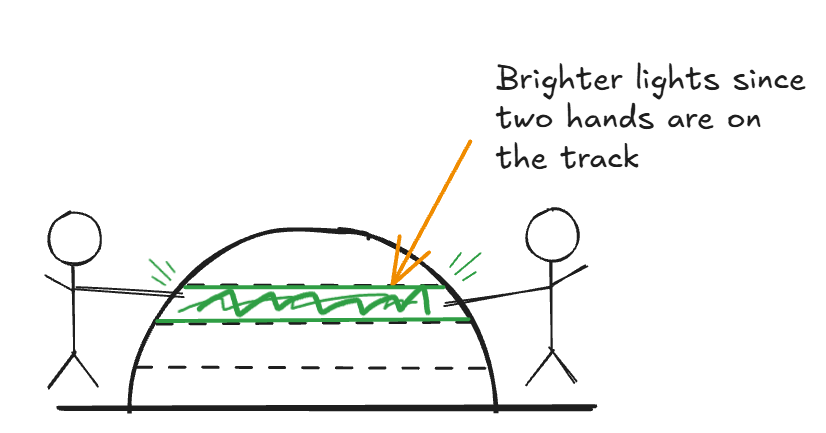 Brighter lights since
two hands are on
the track